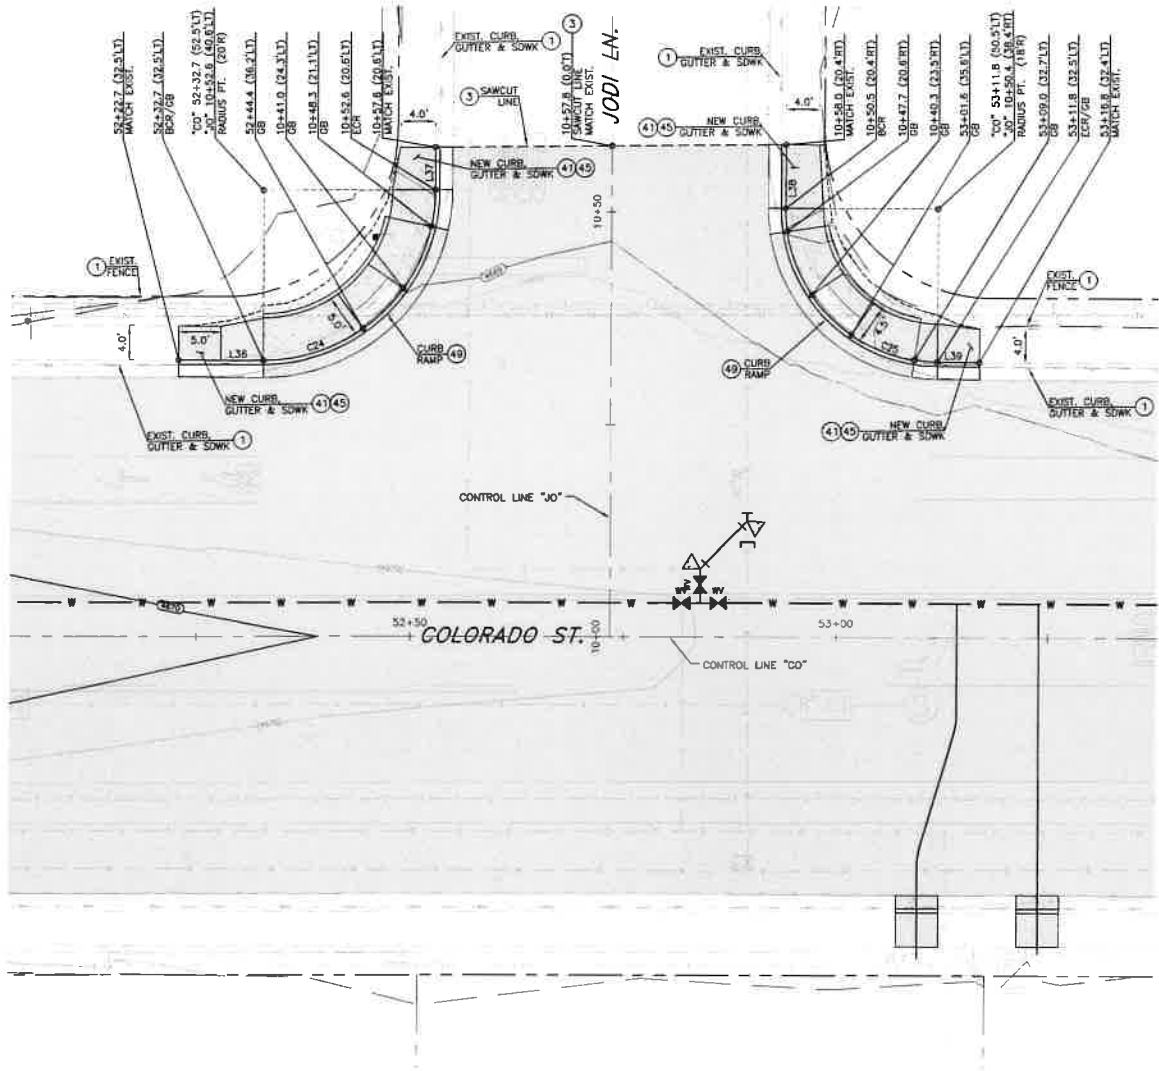 52+22.7 (32.5'LT)
MATCH EXIST.
52+32.7 (32.5'LT)
BCR/GB
"CO" 52+32.7 (52.5'LT)
"JO" 10+52.6 (40.6'LT)
RADIUS PT. (20'R)
52+44.4 (36.2'LT)
GB
10+41.0 (24.3'LT)
GB
10+48.3 (21.1'LT)
GB
10+52.6 (20.6'LT)
ECR
10+57.6 (20.6'LT)
MATCH EXIST.
EXIST. CURB, 1
GUTTER & SDWK
3
10+57.8 (0.0'T)
SAWCUT LINE
MATCH EXIST.
JODI LN.
1 EXIST. CURB,
GUTTER & SDWK
10+58.0 (20.4'RT)
MATCH EXIST.
10+50.5 (20.4'RT)
BCR
10+47.7 (20.6'RT)
GB
10+40.3 (23.5'RT)
GB
53+01.6 (35.6'LT)
GB
"CO" 53+11.8 (50.5'LT)
"JO" 10+50.4 (38.4'RT)
RADIUS PT. (18'R)
53+09.0 (32.7'LT)
GB
53+11.8 (32.5'LT)
ECR/GB
53+16.8 (32.4'LT)
MATCH EXIST.
4.0'
3 SAWCUT
LINE
4.0'
41 45 NEW CURB,
GUTTER & SDWK
NEW CURB,
GUTTER & SDWK 41 45
L37
L38
10+50
1 EXIST.
FENCE
EXIST. 1
FENCE
5.0'
4.0'
5.0'
L36
C24
CURB 49
RAMP
49 CURB
RAMP
C25
L39
4.0'
NEW CURB, 41 45
GUTTER & SDWK
EXIST. CURB, 1
GUTTER & SDWK
41 45 NEW CURB,
GUTTER & SDWK
EXIST. CURB, 1
GUTTER & SDWK
CONTROL LINE "JO"
WV
WV
WV
W W W W W W W W W W W W W W W
52+50
COLORADO ST.
10+00
53+00
CONTROL LINE "CO"